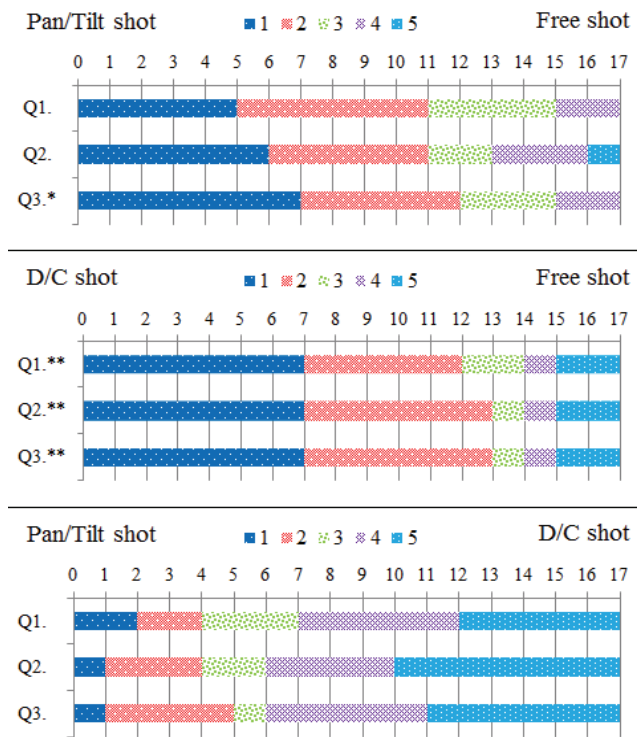 Pan/Tilt shot 1 2 3 4 5 Free shot
0 1 2 3 4 5 6 7 8 9 10 11 12 13 14 15 16 17
Q1.
Q2.
Q3.*
D/C shot 1 2 3 4 5 Free shot
0 1 2 3 4 5 6 7 8 9 10 11 12 13 14 15 16 17
Q1.**
Q2.**
Q3.**
Pan/Tilt shot 1 2 3 4 5 D/C shot
0 1 2 3 4 5 6 7 8 9 10 11 12 13 14 15 16 17
Q1.
Q2.
Q3.